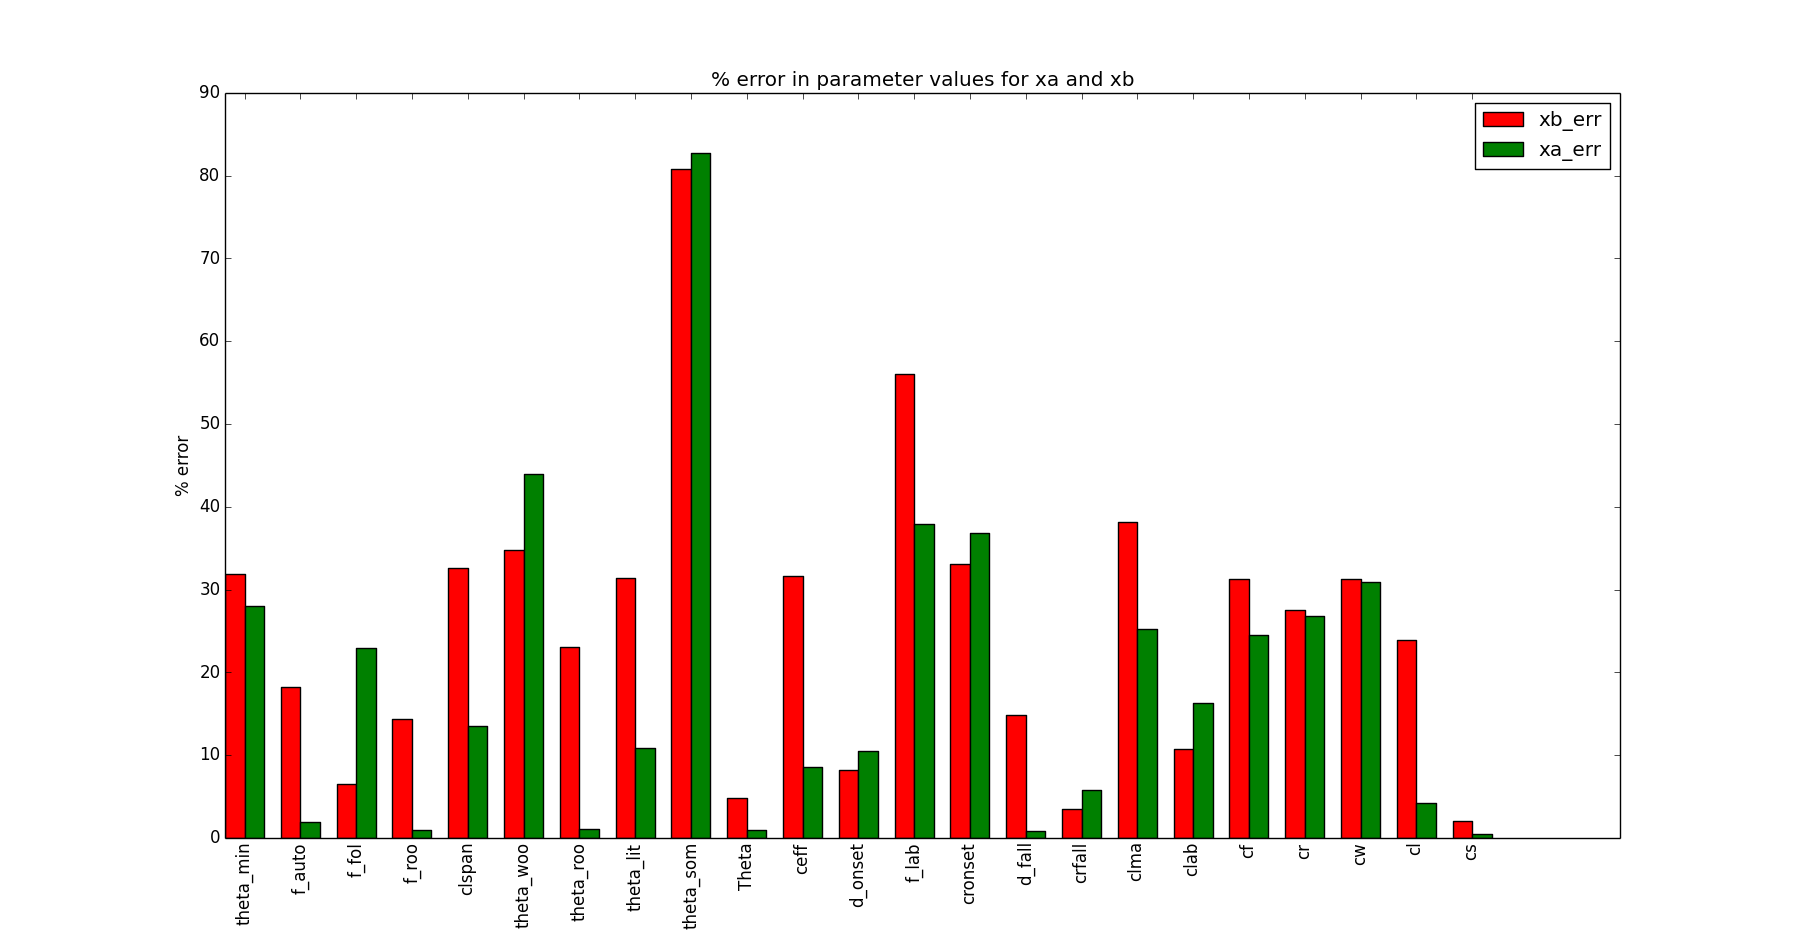 % error in parameter values for xa and xb
90
80
70
60
50
40
30
20
10
0
% error
xb_err
xa_err
theta_min
f_auto
f_fol
f_roo
clspan
theta_woo
theta_roo
theta_lit
theta_som
Theta
ceff
d_onset
f_lab
cronset
d_fall
crfall
clma
clab
cf
cr
cw
cl
cs